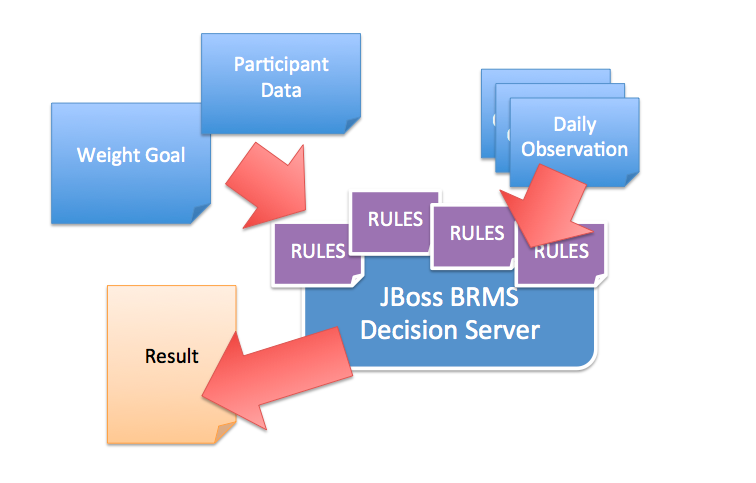 Participant
Data
Weight Goal
Daily
Observation
RULES
RULES
RULES
RULES
JBoss BRMS
Decision Server
Result